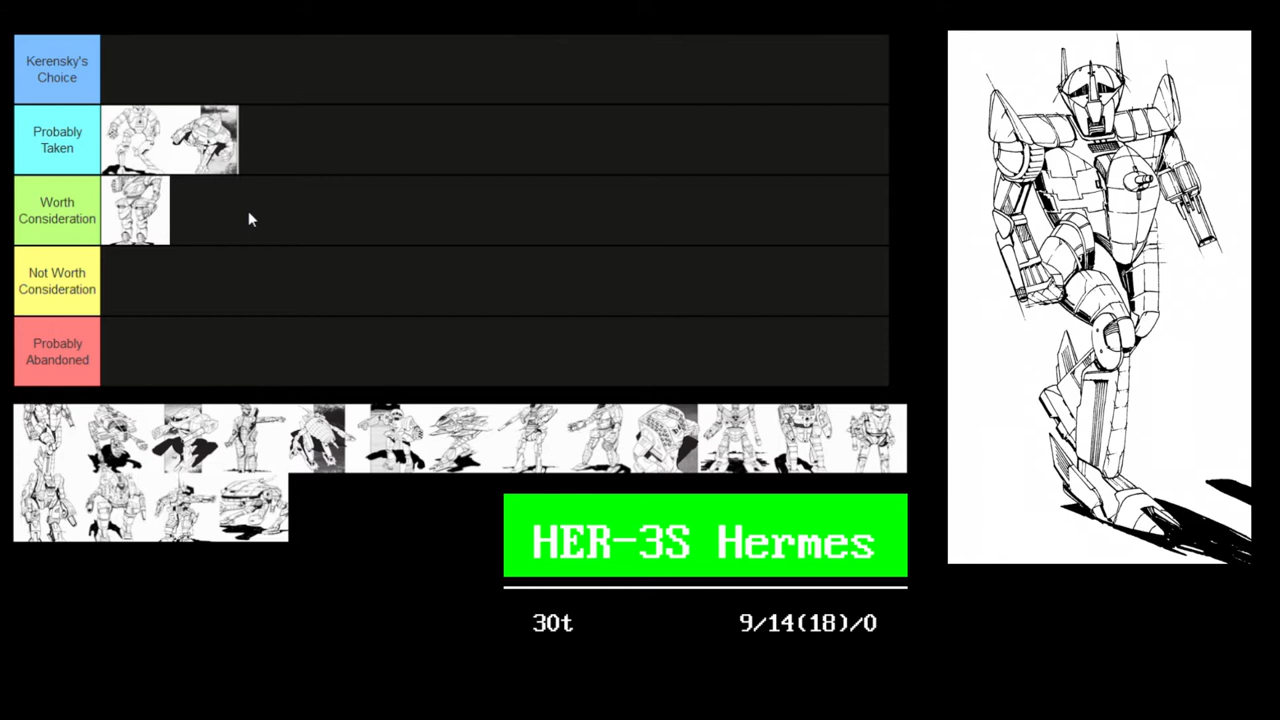 Kerensky's
Choice
Probably
Taken
Worth
Consideration
Not Worth
Consideration
Probably
Abandoned
HER-3S Hermes
30t 9/14(18)/0